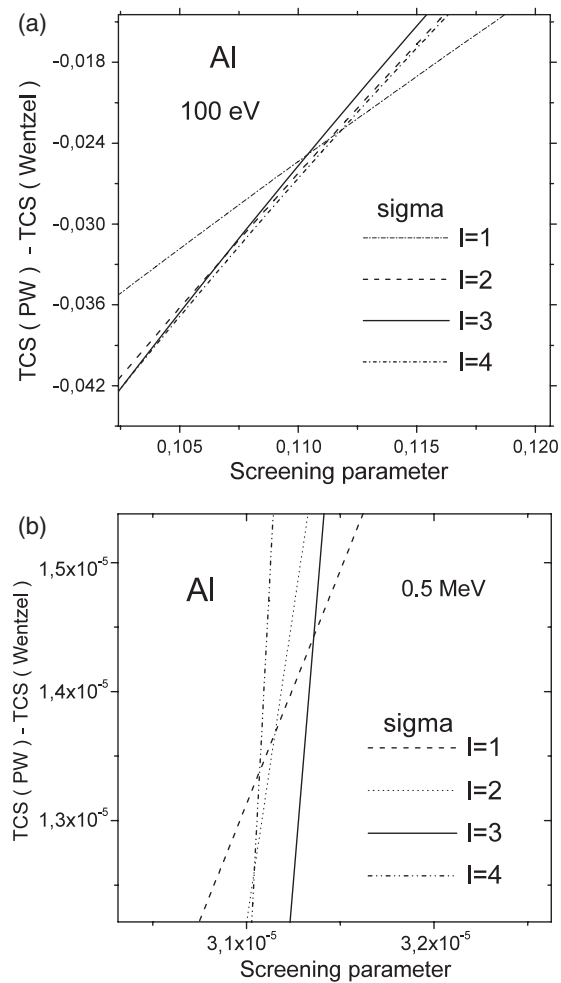 (a)
TCS ( PW ) - TCS ( Wentzel )
-0,018
-0,024
-0,030
-0,036
-0,042
Al
100 eV
sigma
l=1
l=2
l=3
l=4
0,105 0,110 0,115 0,120
Screening parameter
(b)
TCS ( PW ) - TCS ( Wentzel )
1,5x10⁻⁵
1,4x10⁻⁵
1,3x10⁻⁵
Al
0.5 MeV
sigma
l=1
l=2
l=3
l=4
3,1x10⁻⁵ 3,2x10⁻⁵
Screening parameter